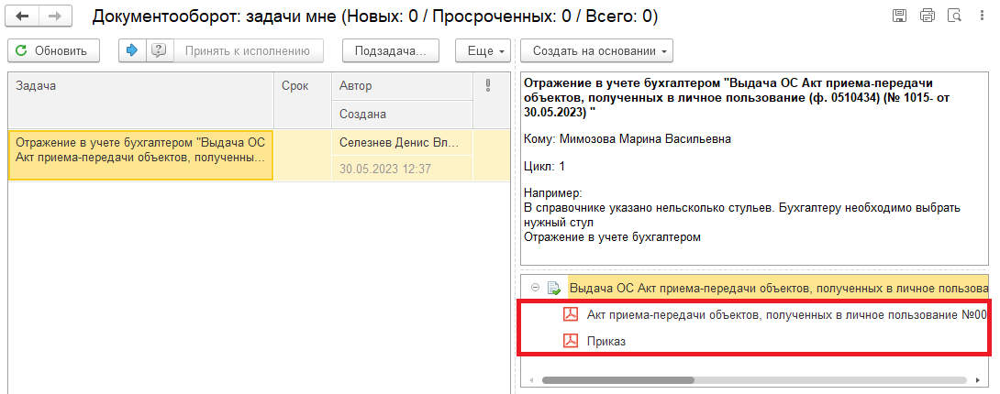 Документооборот: задачи мне (Новых: 0 / Просроченных: 0 / Всего: 0)
Обновить
Принять к исполнению
Подзадача...
Еще
Создать на основании
Задача
Срок
Автор
Создана
Отражение в учете бухгалтером "Выдача ОС
Акт приема-передачи объектов, полученны...
Селезнев Денис Вл...
30.05.2023 12:37
Отражение в учете бухгалтером "Выдача ОС Акт приема-передачи
объектов, полученных в личное пользование (ф. 0510434) (№ 1015- от
30.05.2023) "
Кому: Мимозова Марина Васильевна
Цикл: 1
Например:
В справочнике указано нельсколько стульев. Бухгалтеру необходимо выбрать
нужный стул
Отражение в учете бухгалтером
Выдача ОС Акт приема-передачи объектов, полученных в личное пользова
Акт приема-передачи объектов, полученных в личное пользование №00
Приказ